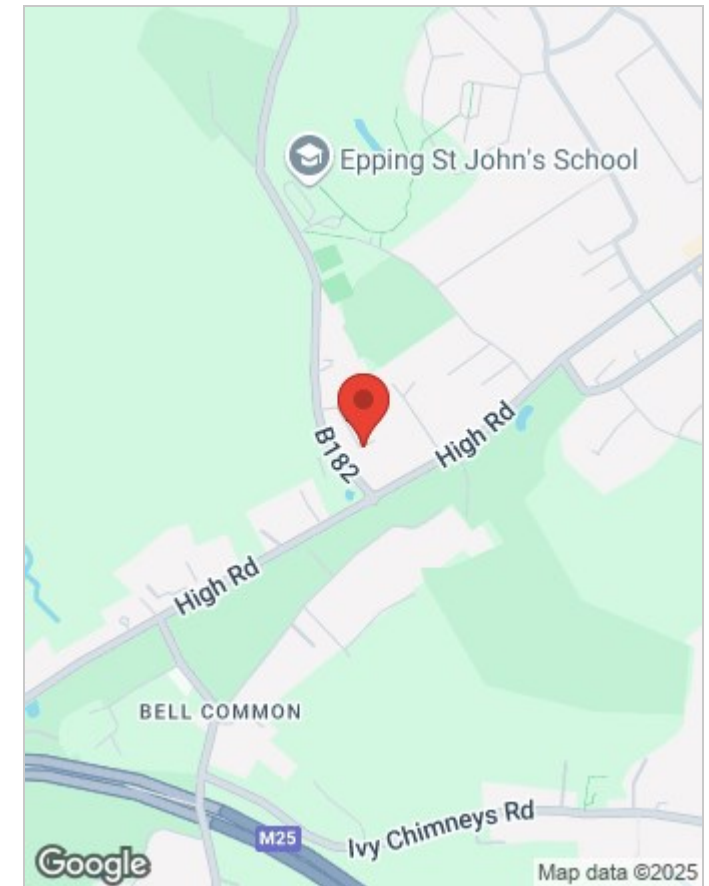 Epping St John's School
High Rd
B182
High Rd
BELL COMMON
M25
Ivy Chimneys Rd
Google
Map data ©2025